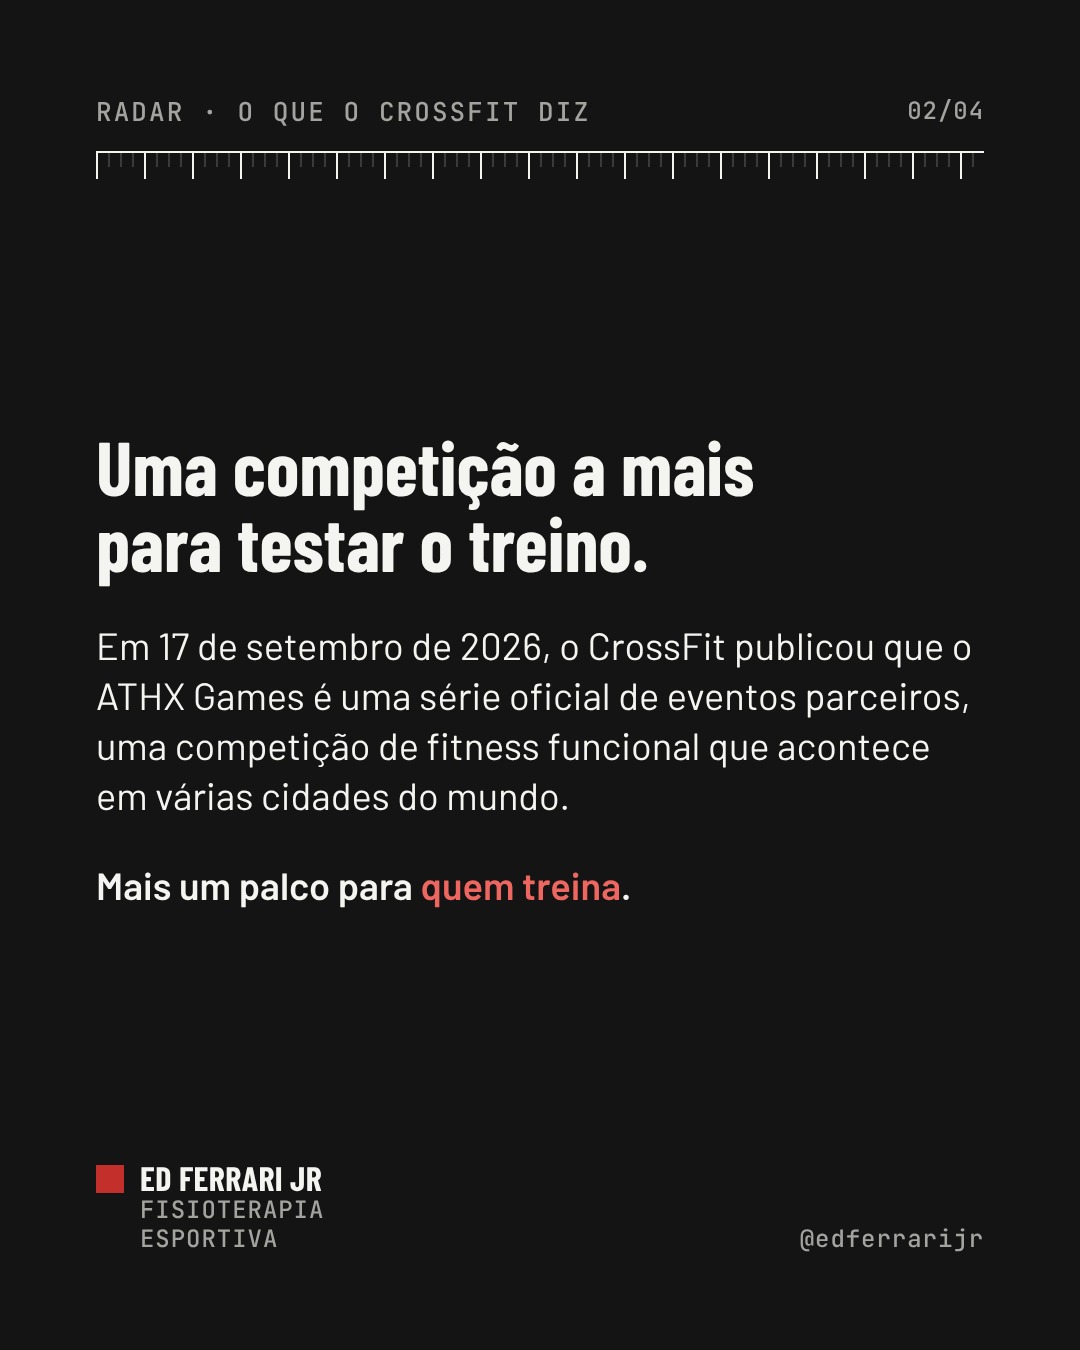 RADAR · O QUE O CROSSFIT DIZ
02/04
Uma competição a mais
para testar o treino.
Em 17 de setembro de 2026, o CrossFit publicou que o
ATHX Games é uma série oficial de eventos parceiros,
uma competição de fitness funcional que acontece
em várias cidades do mundo.
Mais um palco para quem treina.
ED FERRARI JR
FISIOTERAPIA
ESPORTIVA
@edferrarijr